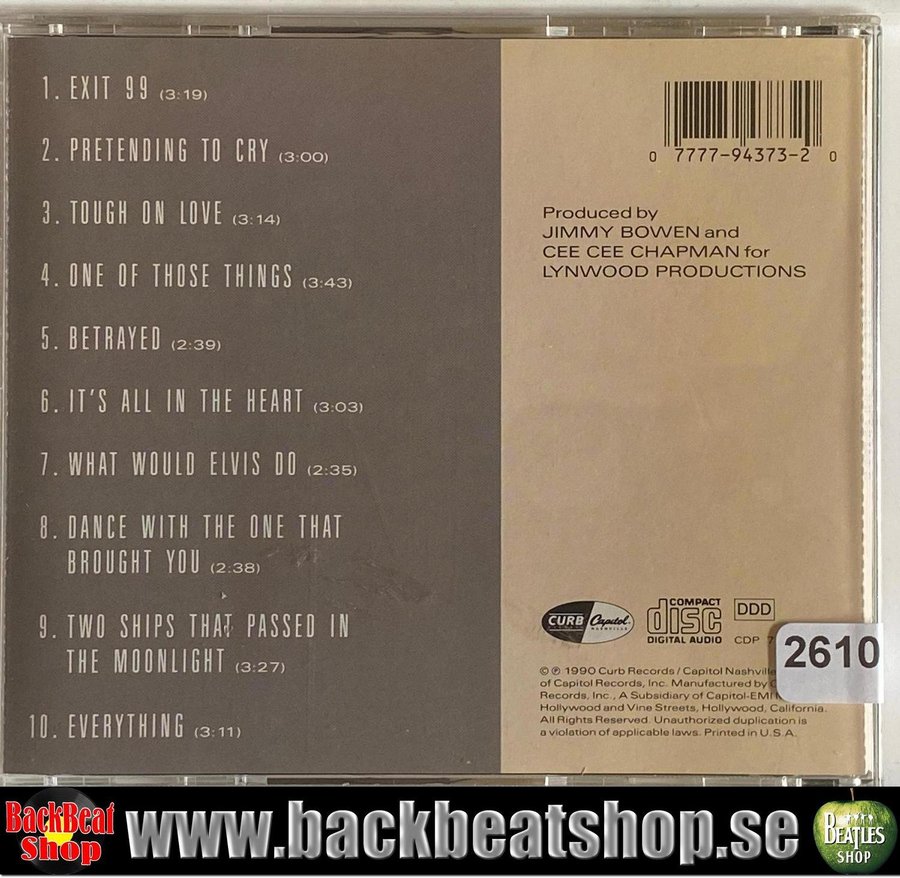 1. EXIT 99 (3:19)
2. PRETENDING TO CRY (3:00)
3. TOUGH ON LOVE (3:14)
4. ONE OF THOSE THINGS (3:43)
5. BETRAYED (2:39)
6. IT'S ALL IN THE HEART (3:03)
7. WHAT WOULD ELVIS DO (2:35)
8. DANCE WITH THE ONE THAT
BROUGHT YOU (2:38)
9. TWO SHIPS THAT PASSED IN
THE MOONLIGHT (3:27)
10. EVERYTHING (3:11)
0 7777-94373-2 0
Produced by
JIMMY BOWEN and
CEE CEE CHAPMAN for
LYNWOOD PRODUCTIONS
CURB Capitol
NASHVILLE
COMPACT
disc
DIGITAL AUDIO
DDD
CDP 7
2610
© ℗ 1990 Curb Records / Capitol Nashville
of Capitol Records, Inc. Manufactured by
Records, Inc., A Subsidiary of Capitol-EMI
Hollywood and Vine Streets, Hollywood, California.
All Rights Reserved. Unauthorized duplication is
a violation of applicable laws. Printed in U.S.A.
BackBeat
Shop
www.backbeatshop.se
BEATLES
SHOP